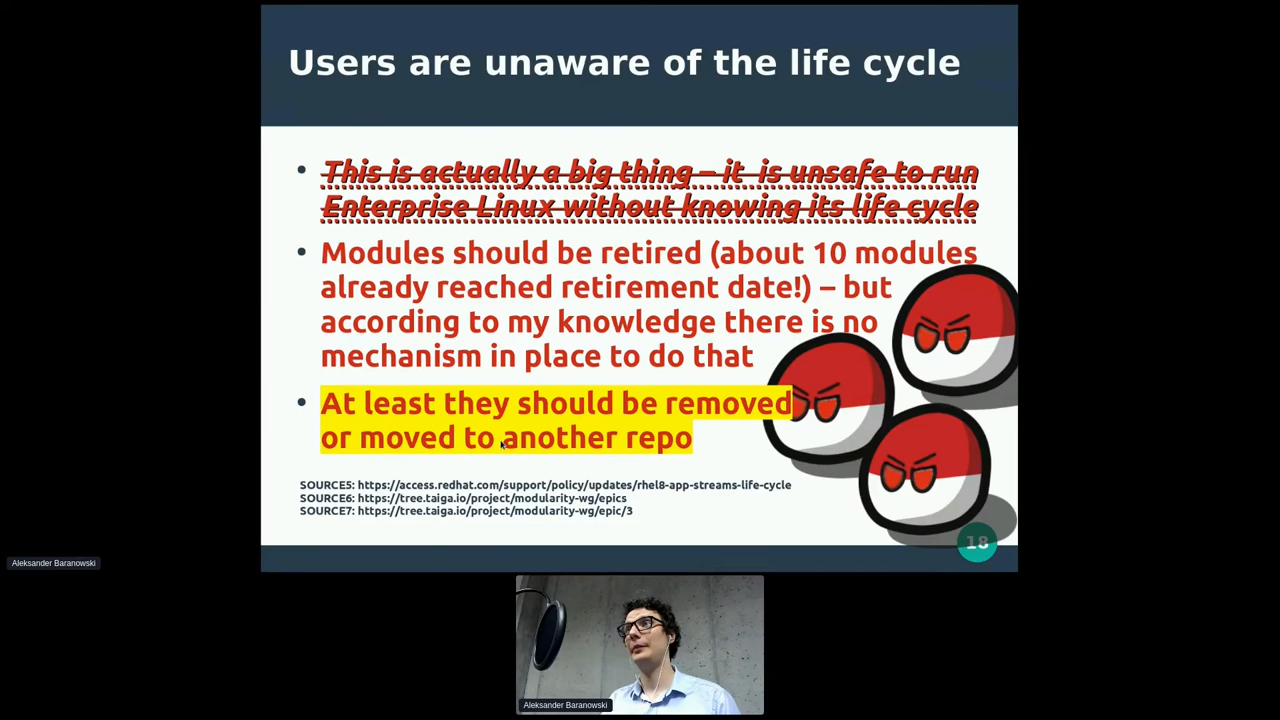 Users are unaware of the life cycle
This is actually a big thing – it is unsafe to run
Enterprise Linux without knowing its life cycle
Modules should be retired (about 10 modules
already reached retirement date!) – but
according to my knowledge there is no
mechanism in place to do that
At least they should be removed
or moved to another repo
SOURCE5: https://access.redhat.com/support/policy/updates/rhel8-app-streams-life-cycle
SOURCE6: https://tree.taiga.io/project/modularity-wg/epics
SOURCE7: https://tree.taiga.io/project/modularity-wg/epic/3
18
Aleksander Baranowski
Aleksander Baranowski